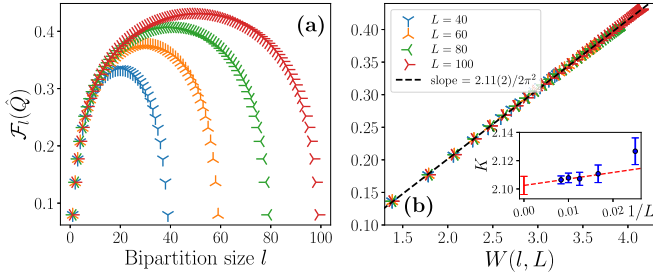 (a)
0.4
0.3
0.2
0.1
0 20 40 60 80 100
Bipartition size l
ℱ_l(Q̂)
L = 40
L = 60
L = 80
L = 100
slope = 2.11(2)/2π²
0.40
0.35
0.30
0.25
0.20
0.15
0.10
(b)
1.5 2.0 2.5 3.0 3.5 4.0
W(l, L)
K
2.14
2.12
2.10
0.00 0.01 0.02 1/L